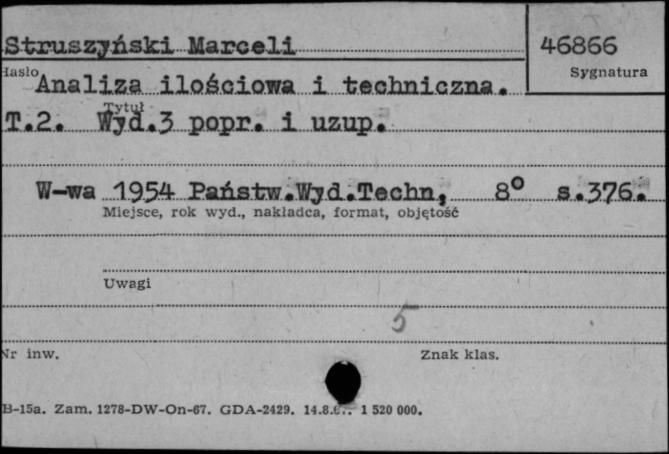 Struszyński Marceli
46866
Hasło
Sygnatura
Analiza ilościowa i techniczna.
Tytuł
T.2. Wyd.3 popr. i uzup.
W-wa 1954 Państw.Wyd.Techn, 8° s.376.
Miejsce, rok wyd., nakładca, format, objętość
Uwagi
5
Nr inw.
Znak klas.
B-15a. Zam. 1278-DW-On-67. GDA-2429. 1 520 000.